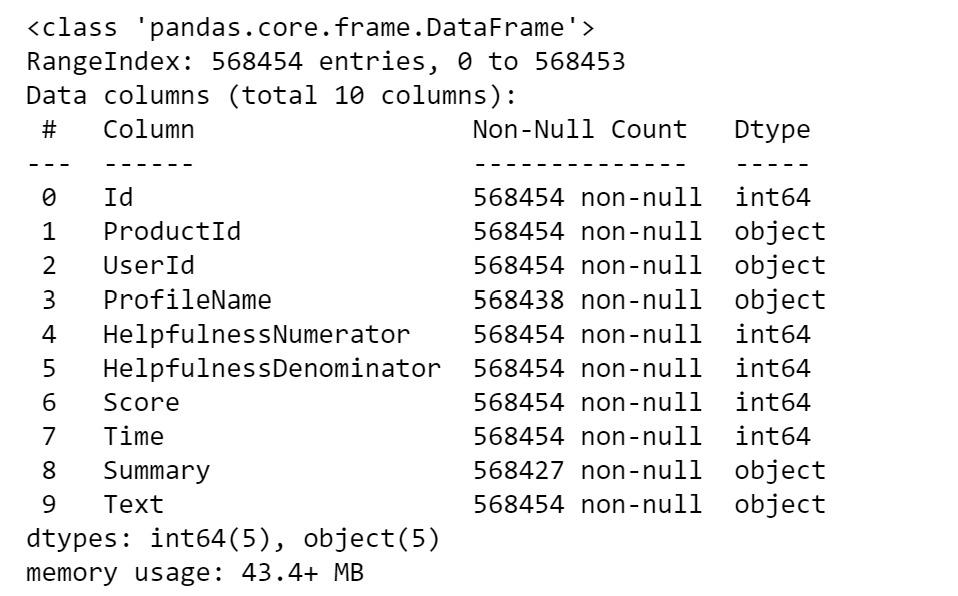 <class 'pandas.core.frame.DataFrame'>
RangeIndex: 568454 entries, 0 to 568453
Data columns (total 10 columns):
 #   Column                  Non-Null Count   Dtype
---  ------                  --------------   -----
 0   Id                      568454 non-null  int64
 1   ProductId               568454 non-null  object
 2   UserId                  568454 non-null  object
 3   ProfileName             568438 non-null  object
 4   HelpfulnessNumerator    568454 non-null  int64
 5   HelpfulnessDenominator  568454 non-null  int64
 6   Score                   568454 non-null  int64
 7   Time                    568454 non-null  int64
 8   Summary                 568427 non-null  object
 9   Text                    568454 non-null  object
dtypes: int64(5), object(5)
memory usage: 43.4+ MB